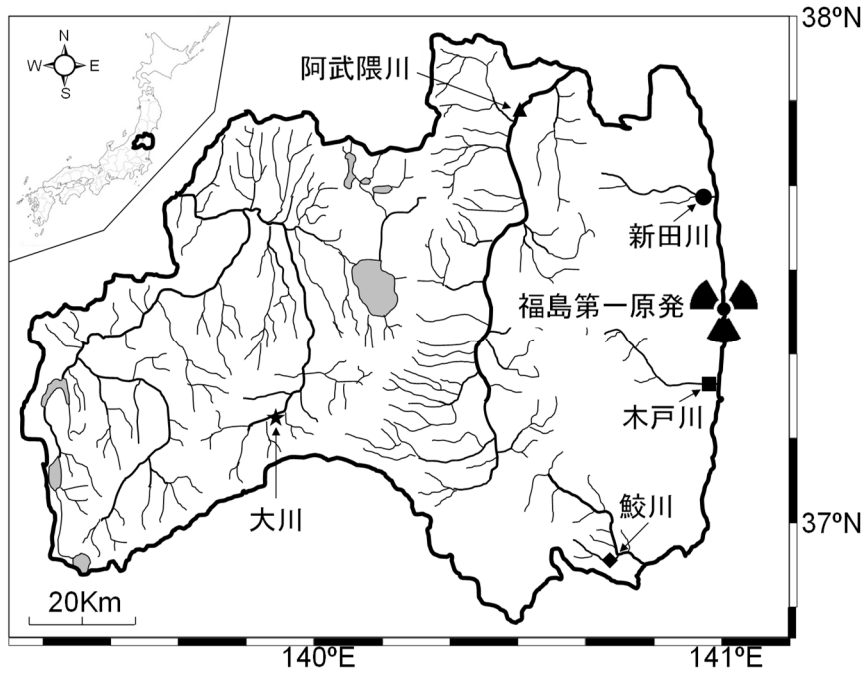 38ºN
N
W E
S
阿武隈川
新田川
福島第一原発
木戸川
大川
鮫川
37ºN
20Km
140ºE
141ºE